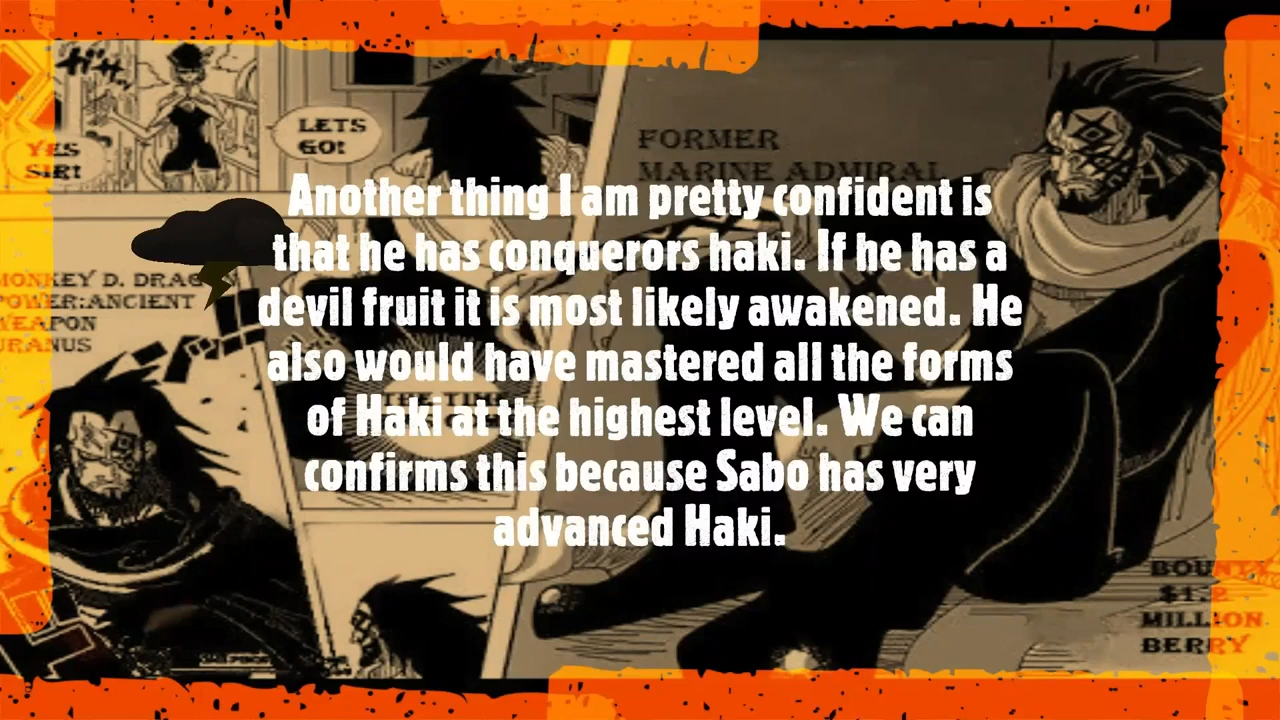 YES
SIR!
LETS
GO!
FORMER
MARINE ADMIRAL
Another thing I am pretty confident is
that he has conquerors haki. If he has a
devil fruit it is most likely awakened. He
also would have mastered all the forms
of Haki at the highest level. We can
confirms this because Sabo has very
advanced Haki.
MONKEY D. DRAG
POWER:ANCIENT
WEAPON
URANUS
BOUNTY
$1.2
MILLION
BERRY